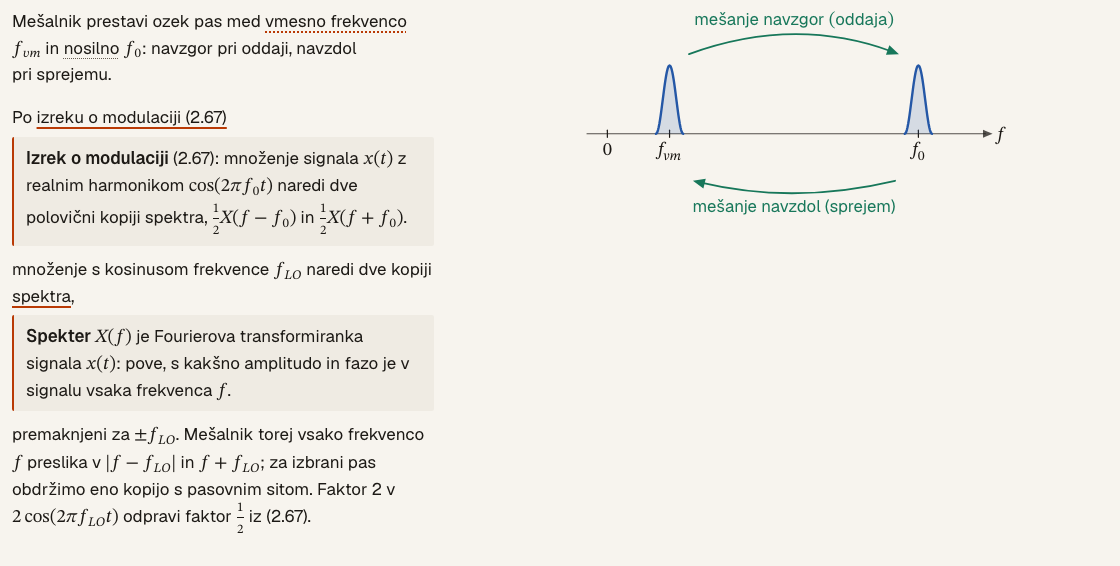 Mešalnik prestavi ozek pas med vmesno frekvenco
f_vm in nosilno f_0: navzgor pri oddaji, navzdol
pri sprejemu.
Po izreku o modulaciji (2.67)
Izrek o modulaciji (2.67): množenje signala x(t) z
realnim harmonikom cos(2πf_0t) naredi dve
polovični kopiji spektra, 1/2 X(f − f_0) in 1/2 X(f + f_0).
množenje s kosinusom frekvence f_LO naredi dve kopiji
spektra,
Spekter X(f) je Fourierova transformiranka
signala x(t): pove, s kakšno amplitudo in fazo je v
signalu vsaka frekvenca f.
premaknjeni za ±f_LO. Mešalnik torej vsako frekvenco
f preslika v |f − f_LO| in f + f_LO; za izbrani pas
obdržimo eno kopijo s pasovnim sitom. Faktor 2 v
2 cos(2πf_LOt) odpravi faktor 1/2 iz (2.67).
mešanje navzgor (oddaja)
0 f_vm f_0 f
mešanje navzdol (sprejem)